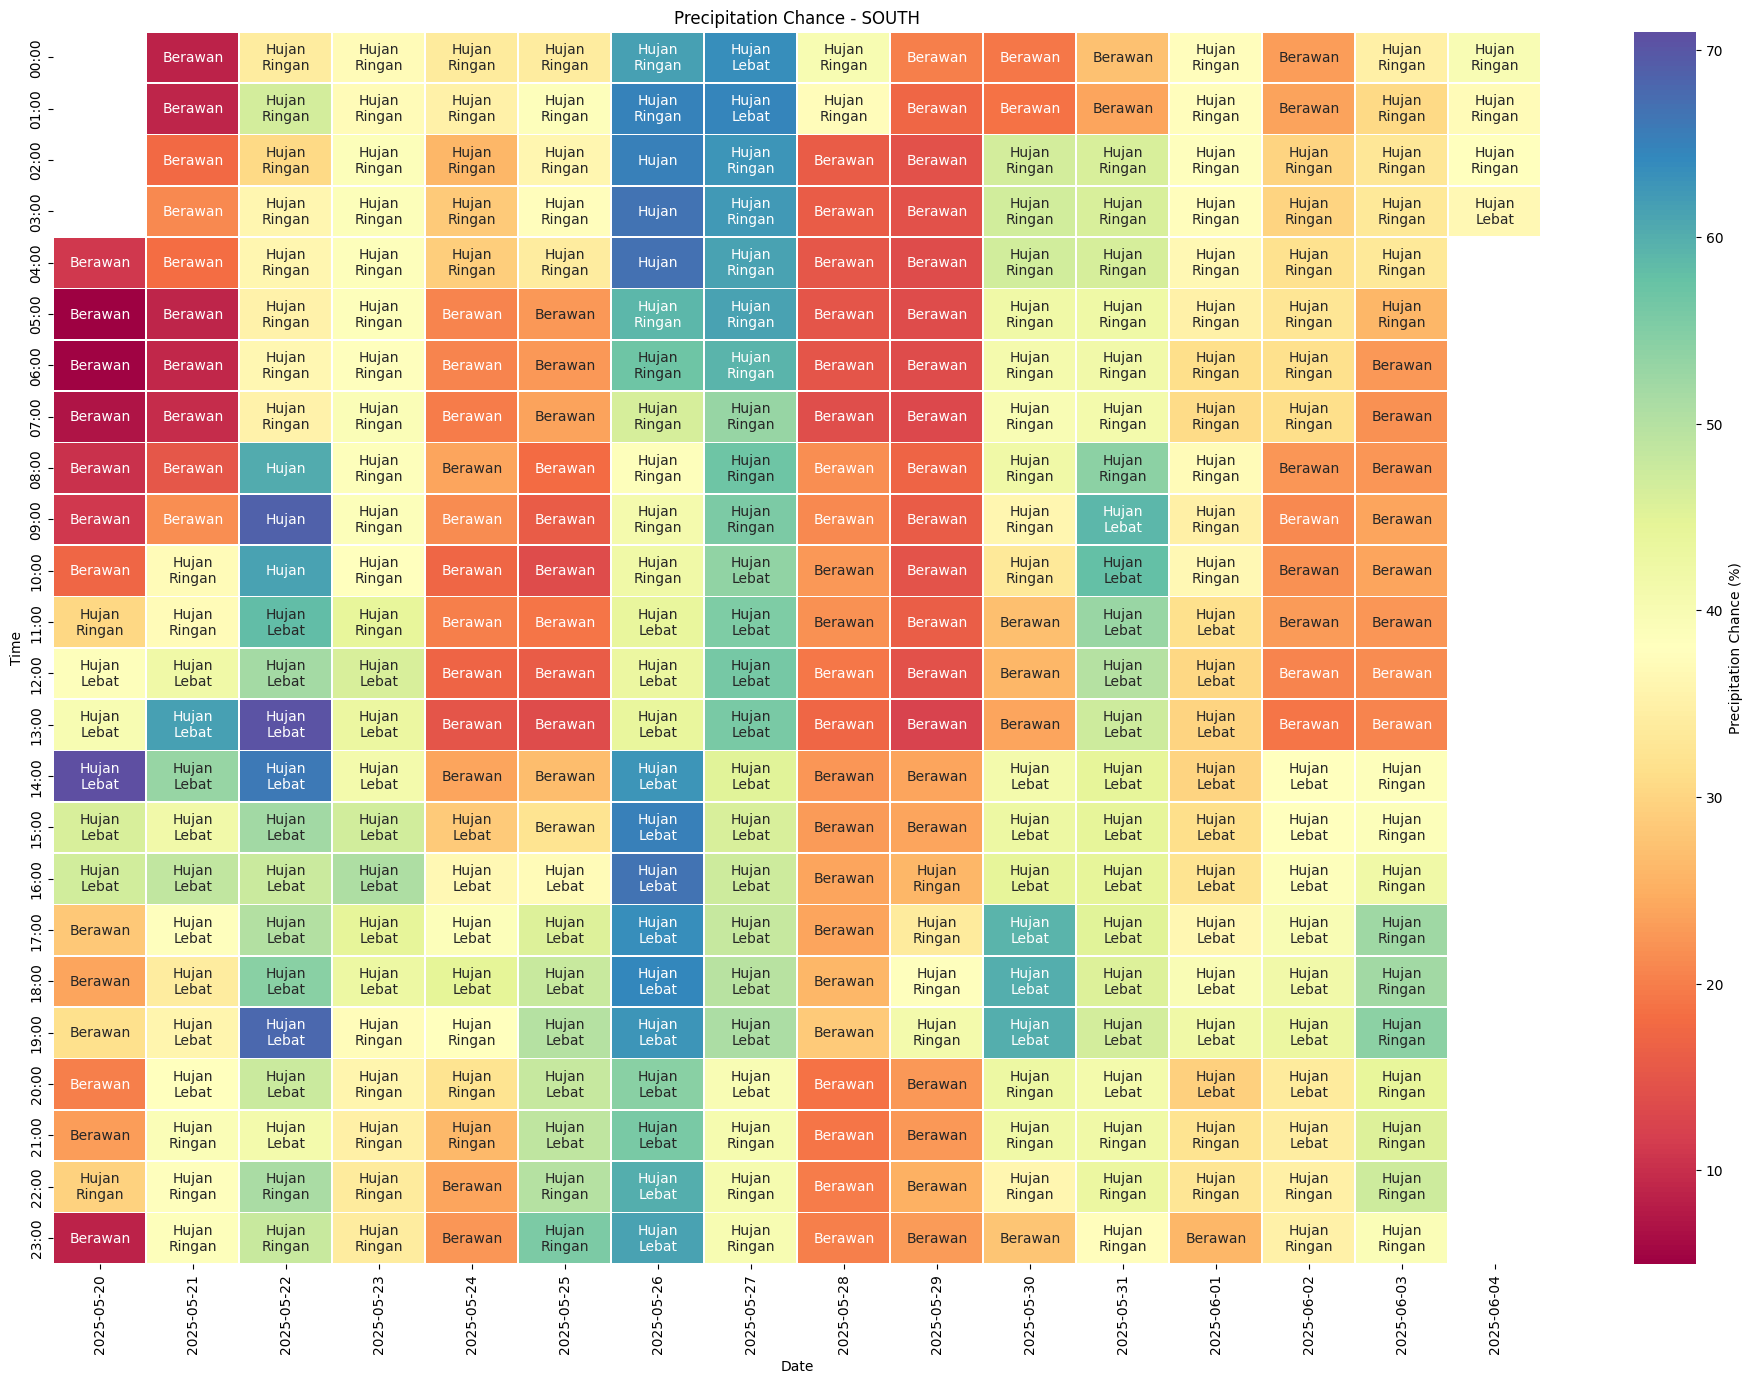 Precipitation Chance - SOUTH
00:00 Berawan Hujan Ringan Hujan Ringan Hujan Ringan Hujan Ringan Hujan Ringan Hujan Lebat Hujan Ringan Berawan Berawan Berawan Hujan Ringan Berawan Hujan Ringan Hujan Ringan
01:00 Berawan Hujan Ringan Hujan Ringan Hujan Ringan Hujan Ringan Hujan Ringan Hujan Lebat Hujan Ringan Berawan Berawan Berawan Hujan Ringan Berawan Hujan Ringan Hujan Ringan
02:00 Berawan Hujan Ringan Hujan Ringan Hujan Ringan Hujan Ringan Hujan Hujan Ringan Berawan Berawan Hujan Ringan Hujan Ringan Hujan Ringan Hujan Ringan Hujan Ringan Hujan Ringan
03:00 Berawan Hujan Ringan Hujan Ringan Hujan Ringan Hujan Ringan Hujan Hujan Ringan Berawan Berawan Hujan Ringan Hujan Ringan Hujan Ringan Hujan Ringan Hujan Ringan Hujan Lebat
04:00 Berawan Berawan Hujan Ringan Hujan Ringan Hujan Ringan Hujan Ringan Hujan Hujan Ringan Berawan Berawan Hujan Ringan Hujan Ringan Hujan Ringan Hujan Ringan Hujan Ringan
05:00 Berawan Berawan Hujan Ringan Hujan Ringan Berawan Berawan Hujan Ringan Hujan Ringan Berawan Berawan Hujan Ringan Hujan Ringan Hujan Ringan Hujan Ringan Hujan Ringan
06:00 Berawan Berawan Hujan Ringan Hujan Ringan Berawan Berawan Hujan Ringan Hujan Ringan Berawan Berawan Hujan Ringan Hujan Ringan Hujan Ringan Hujan Ringan Berawan
07:00 Berawan Berawan Hujan Ringan Hujan Ringan Berawan Berawan Hujan Ringan Hujan Ringan Berawan Berawan Hujan Ringan Hujan Ringan Hujan Ringan Hujan Ringan Berawan
08:00 Berawan Berawan Hujan Hujan Ringan Berawan Berawan Hujan Ringan Hujan Ringan Berawan Berawan Hujan Ringan Hujan Ringan Hujan Ringan Berawan Berawan
09:00 Berawan Berawan Hujan Hujan Ringan Berawan Berawan Hujan Ringan Hujan Ringan Berawan Berawan Hujan Ringan Hujan Lebat Hujan Ringan Berawan Berawan
10:00 Berawan Hujan Ringan Hujan Hujan Ringan Berawan Berawan Hujan Ringan Hujan Lebat Berawan Berawan Hujan Ringan Hujan Lebat Hujan Ringan Berawan Berawan
11:00 Hujan Ringan Hujan Ringan Hujan Lebat Hujan Ringan Berawan Berawan Hujan Lebat Hujan Lebat Berawan Berawan Berawan Hujan Lebat Hujan Lebat Berawan Berawan
12:00 Hujan Lebat Hujan Lebat Hujan Lebat Hujan Lebat Berawan Berawan Hujan Lebat Hujan Lebat Berawan Berawan Berawan Hujan Lebat Hujan Lebat Berawan Berawan
13:00 Hujan Lebat Hujan Lebat Hujan Lebat Hujan Lebat Berawan Berawan Hujan Lebat Hujan Lebat Berawan Berawan Berawan Hujan Lebat Hujan Lebat Berawan Berawan
14:00 Hujan Lebat Hujan Lebat Hujan Lebat Hujan Lebat Berawan Berawan Hujan Lebat Hujan Lebat Berawan Berawan Hujan Lebat Hujan Lebat Hujan Lebat Hujan Lebat Hujan Ringan
15:00 Hujan Lebat Hujan Lebat Hujan Lebat Hujan Lebat Hujan Lebat Berawan Hujan Lebat Hujan Lebat Berawan Berawan Hujan Lebat Hujan Lebat Hujan Lebat Hujan Lebat Hujan Ringan
16:00 Hujan Lebat Hujan Lebat Hujan Lebat Hujan Lebat Hujan Lebat Hujan Lebat Hujan Lebat Hujan Lebat Berawan Hujan Ringan Hujan Lebat Hujan Lebat Hujan Lebat Hujan Lebat Hujan Ringan
17:00 Berawan Hujan Lebat Hujan Lebat Hujan Lebat Hujan Lebat Hujan Lebat Hujan Lebat Hujan Lebat Berawan Hujan Ringan Hujan Lebat Hujan Lebat Hujan Lebat Hujan Lebat Hujan Ringan
18:00 Berawan Hujan Lebat Hujan Lebat Hujan Lebat Hujan Lebat Hujan Lebat Hujan Lebat Hujan Lebat Berawan Hujan Ringan Hujan Lebat Hujan Lebat Hujan Lebat Hujan Lebat Hujan Ringan
19:00 Berawan Hujan Lebat Hujan Lebat Hujan Ringan Hujan Ringan Hujan Lebat Hujan Lebat Hujan Lebat Berawan Hujan Ringan Hujan Lebat Hujan Lebat Hujan Lebat Hujan Lebat Hujan Ringan
20:00 Berawan Hujan Lebat Hujan Lebat Hujan Ringan Hujan Ringan Hujan Lebat Hujan Lebat Hujan Lebat Berawan Berawan Hujan Ringan Hujan Lebat Hujan Lebat Hujan Lebat Hujan Ringan
21:00 Berawan Hujan Ringan Hujan Lebat Hujan Ringan Hujan Ringan Hujan Lebat Hujan Lebat Hujan Ringan Berawan Berawan Hujan Ringan Hujan Ringan Hujan Ringan Hujan Lebat Hujan Ringan
22:00 Hujan Ringan Hujan Ringan Hujan Ringan Hujan Ringan Berawan Hujan Ringan Hujan Lebat Hujan Ringan Berawan Berawan Hujan Ringan Hujan Ringan Hujan Ringan Hujan Ringan Hujan Ringan
23:00 Berawan Hujan Ringan Hujan Ringan Hujan Ringan Berawan Hujan Ringan Hujan Lebat Hujan Ringan Berawan Berawan Berawan Hujan Ringan Berawan Hujan Ringan Hujan Ringan
Time
2025-05-20 2025-05-21 2025-05-22 2025-05-23 2025-05-24 2025-05-25 2025-05-26 2025-05-27 2025-05-28 2025-05-29 2025-05-30 2025-05-31 2025-06-01 2025-06-02 2025-06-03 2025-06-04
Date
70
60
50
40
30
20
10
Precipitation Chance (%)